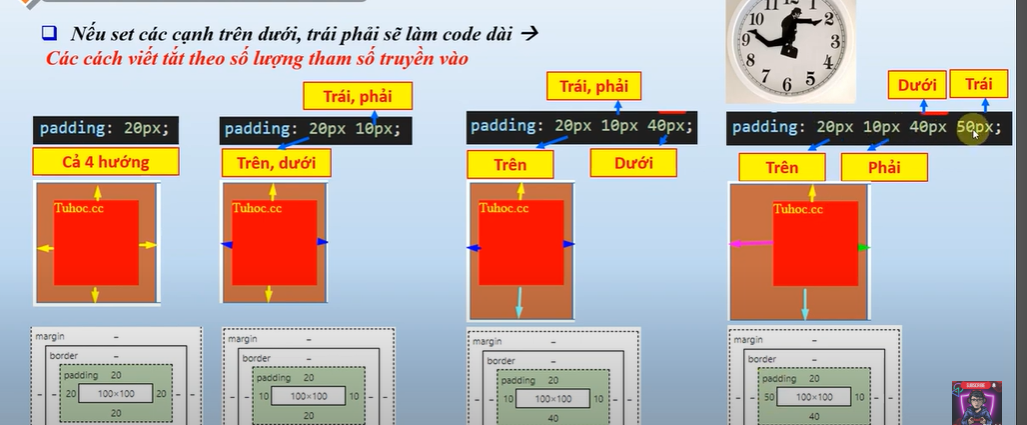 Nếu set các cạnh trên dưới, trái phải sẽ làm code dài →
Các cách viết tắt theo số lượng tham số truyền vào
11 12 1
10 2
9 3
8 4
7 6 5
Trái, phải
Trái, phải
Dưới
Trái
padding: 20px;
padding: 20px 10px;
padding: 20px 10px 40px;
padding: 20px 10px 40px 50px;
Cả 4 hướng
Trên, dưới
Trên
Dưới
Trên
Phải
Tuhoc.cc
Tuhoc.cc
Tuhoc.cc
Tuhoc.cc
margin -
border -
padding 20
- - 20 100×100 20 - -
20
margin -
border -
padding 20
- - 10 100×100 10 - -
20
margin -
border -
padding 20
- - 10 100×100 10 - -
40
margin -
border -
padding 20
- - 50 100×100 10 - -
40